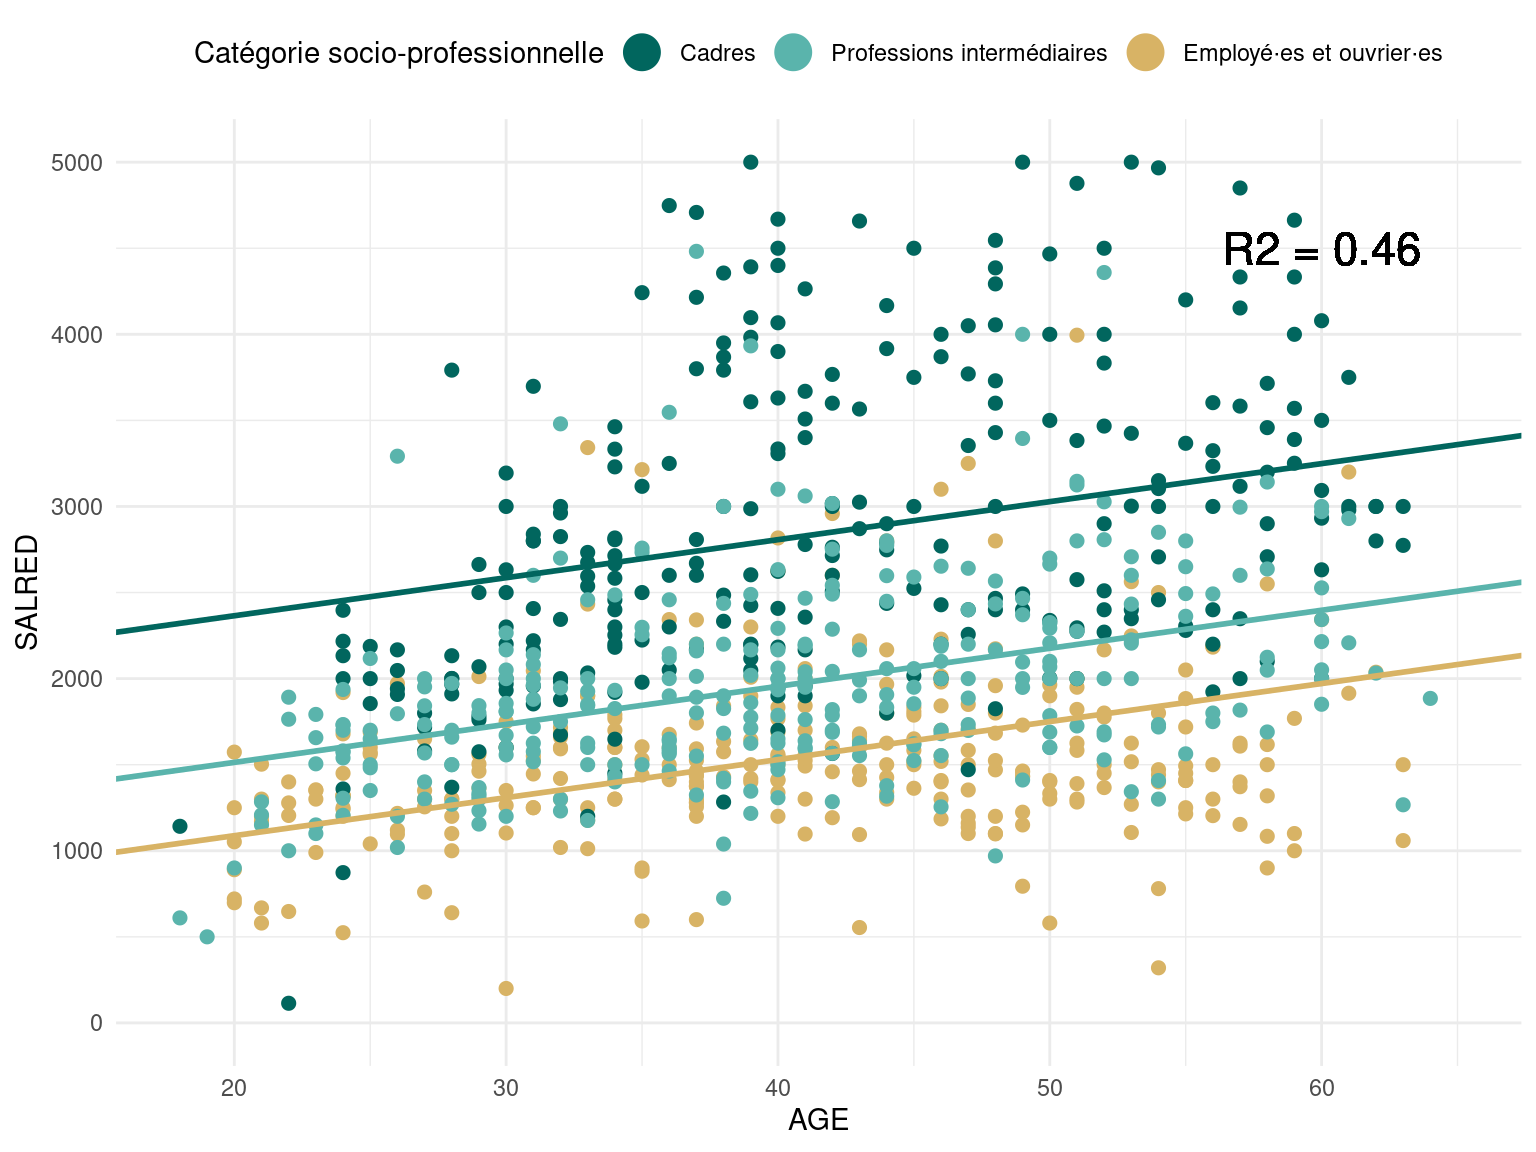 Catégorie socio-professionnelle Cadres Professions intermédiaires Employé·es et ouvrier·es
5000
R2 = 0.46
4000
3000
SALRED
2000
1000
0
20 30 40 50 60
AGE